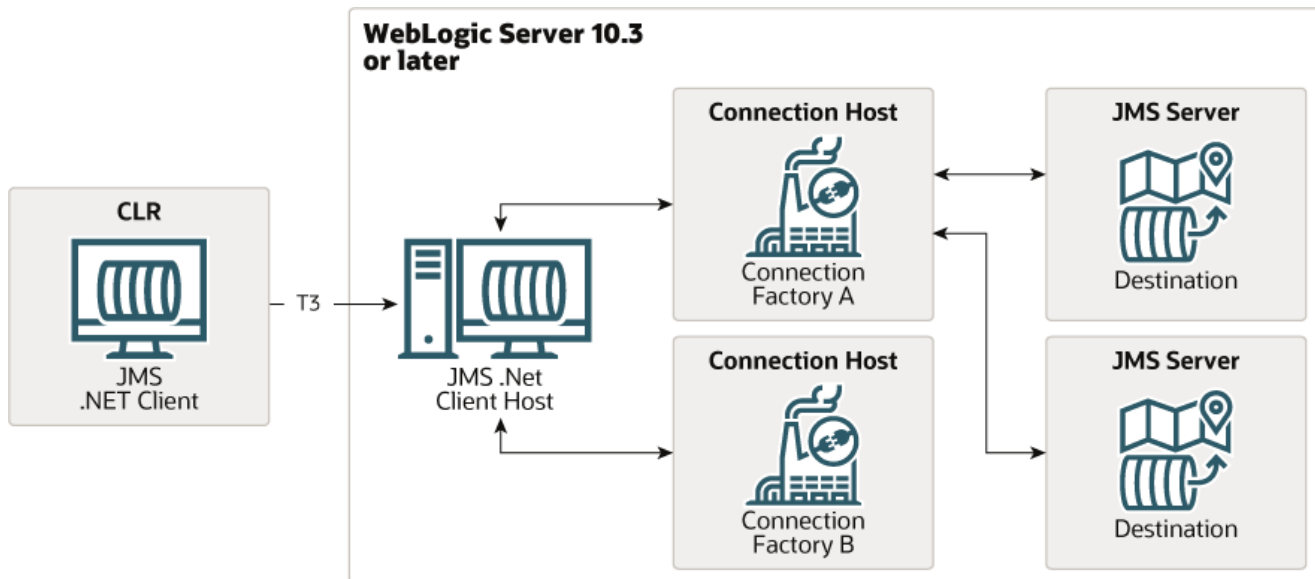 WebLogic Server 10.3
or later
CLR
JMS
.NET Client
T3
JMS .Net
Client Host
Connection Host
Connection
Factory A
JMS Server
Destination
Connection Host
Connection
Factory B
JMS Server
Destination